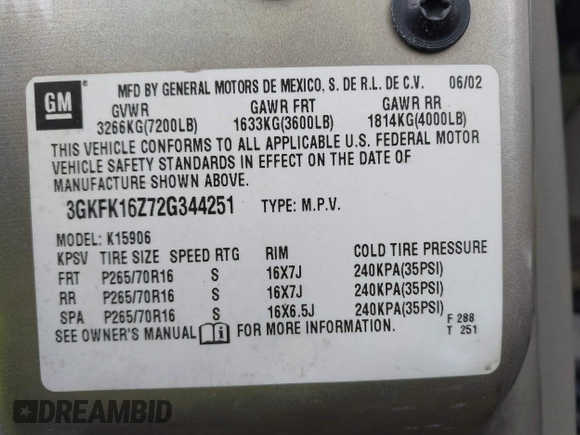 GM
MFD BY GENERAL MOTORS DE MEXICO, S. DE R.L. DE C.V. 06/02
GVWR GAWR FRT GAWR RR
3266KG(7200LB) 1633KG(3600LB) 1814KG(4000LB)
THIS VEHICLE CONFORMS TO ALL APPLICABLE U.S. FEDERAL MOTOR
VEHICLE SAFETY STANDARDS IN EFFECT ON THE DATE OF
MANUFACTURE SHOWN ABOVE.
3GKFK16Z72G344251 TYPE: M.P.V.
MODEL: K15906
KPSV TIRE SIZE SPEED RTG RIM COLD TIRE PRESSURE
FRT P265/70R16 S 16X7J 240KPA(35PSI)
RR P265/70R16 S 16X7J 240KPA(35PSI)
SPA P265/70R16 S 16X6.5J 240KPA(35PSI) F 288
SEE OWNER'S MANUAL i FOR MORE INFORMATION. T 251
DREAMBID